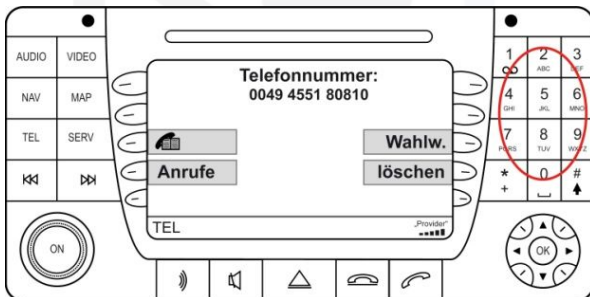 AUDIO VIDEO
NAV MAP
TEL SERV
ON
Telefonnummer:
0049 4551 80810
Wahlw.
Anrufe löschen
TEL „Provider“
1 2 3
ABC DEF
4 5 6
GHI JKL MNO
7 8 9
PQRS TUV WXYZ
* 0 #
+
OK